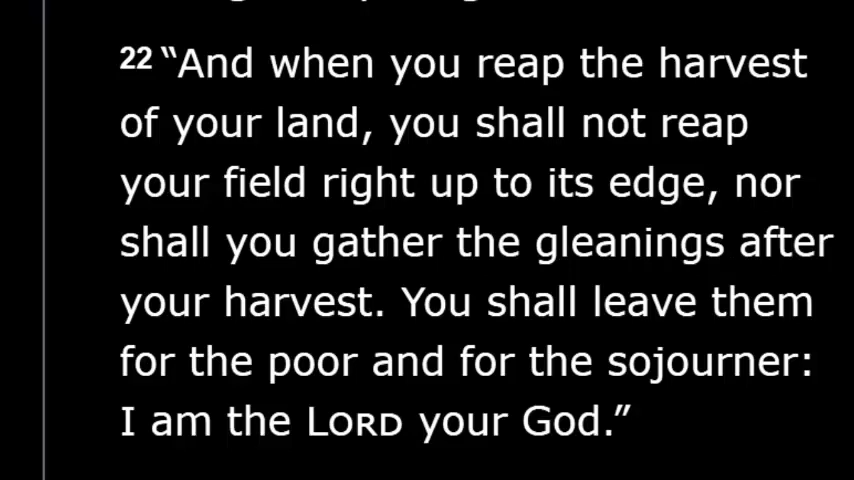 22 “And when you reap the harvest
of your land, you shall not reap
your field right up to its edge, nor
shall you gather the gleanings after
your harvest. You shall leave them
for the poor and for the sojourner:
I am the LORD your God.”